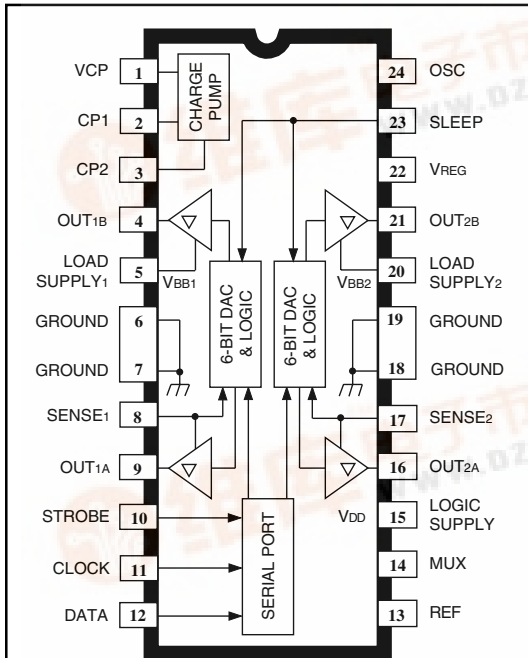 VCP 1
CP1 2
CP2 3
OUT1B 4
LOAD SUPPLY1 5
GROUND 6
GROUND 7
SENSE1 8
OUT1A 9
STROBE 10
CLOCK 11
DATA 12
CHARGE PUMP
VBB1
6-BIT DAC & LOGIC
6-BIT DAC & LOGIC
VBB2
VDD
SERIAL PORT
24 OSC
23 SLEEP
22 VREG
21 OUT2B
20 LOAD SUPPLY2
19 GROUND
18 GROUND
17 SENSE2
16 OUT2A
15 LOGIC SUPPLY
14 MUX
13 REF